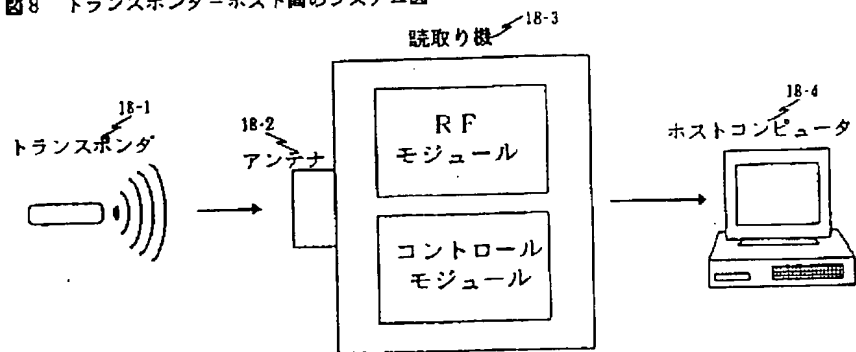 図8 トランスポンダーホスト間のシステム図
18-3
読取り機
18-1
トランスポンダ
18-2
アンテナ
RF
モジュール
コントロール
モジュール
18-4
ホストコンピュータ